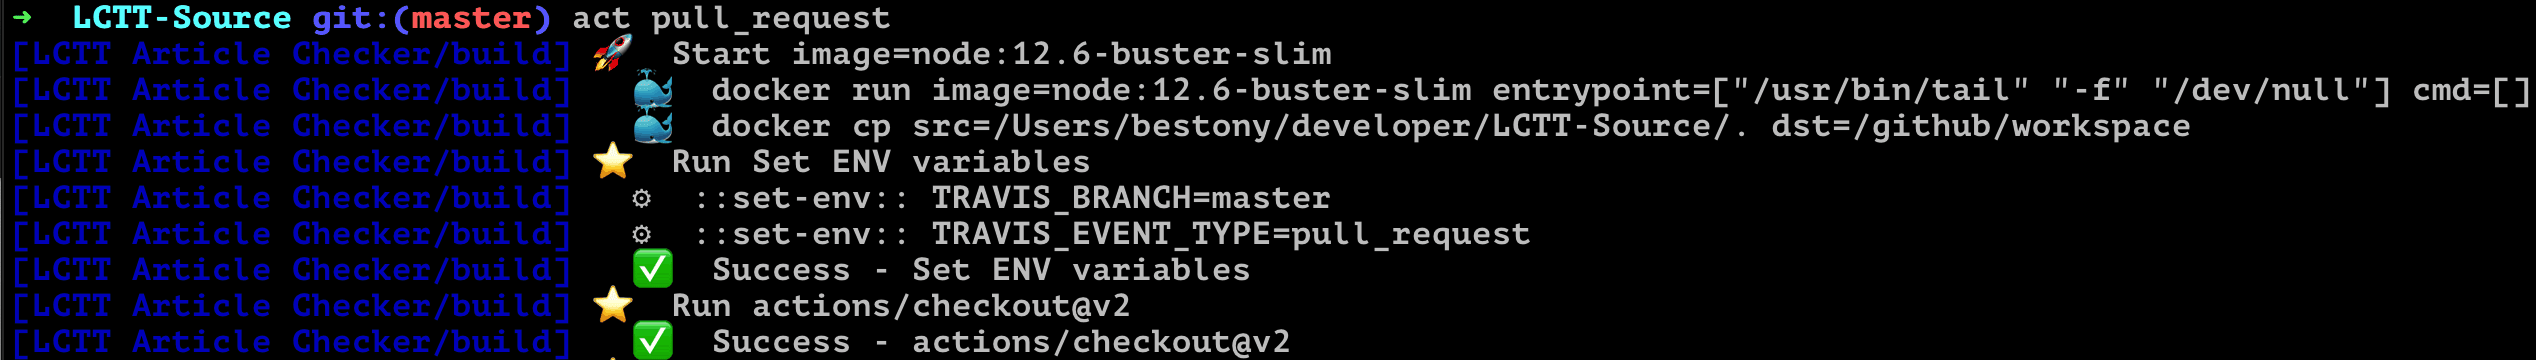 ➜ LCTT-Source git:(master) act pull_request
[LCTT Article Checker/build] 🚀 Start image=node:12.6-buster-slim
[LCTT Article Checker/build] 🐳 docker run image=node:12.6-buster-slim entrypoint=["/usr/bin/tail" "-f" "/dev/null"] cmd=[]
[LCTT Article Checker/build] 🐳 docker cp src=/Users/bestony/developer/LCTT-Source/. dst=/github/workspace
[LCTT Article Checker/build] ⭐ Run Set ENV variables
[LCTT Article Checker/build] ⚙ ::set-env:: TRAVIS_BRANCH=master
[LCTT Article Checker/build] ⚙ ::set-env:: TRAVIS_EVENT_TYPE=pull_request
[LCTT Article Checker/build] ✅ Success - Set ENV variables
[LCTT Article Checker/build] ⭐ Run actions/checkout@v2
[LCTT Article Checker/build] ✅ Success - actions/checkout@v2